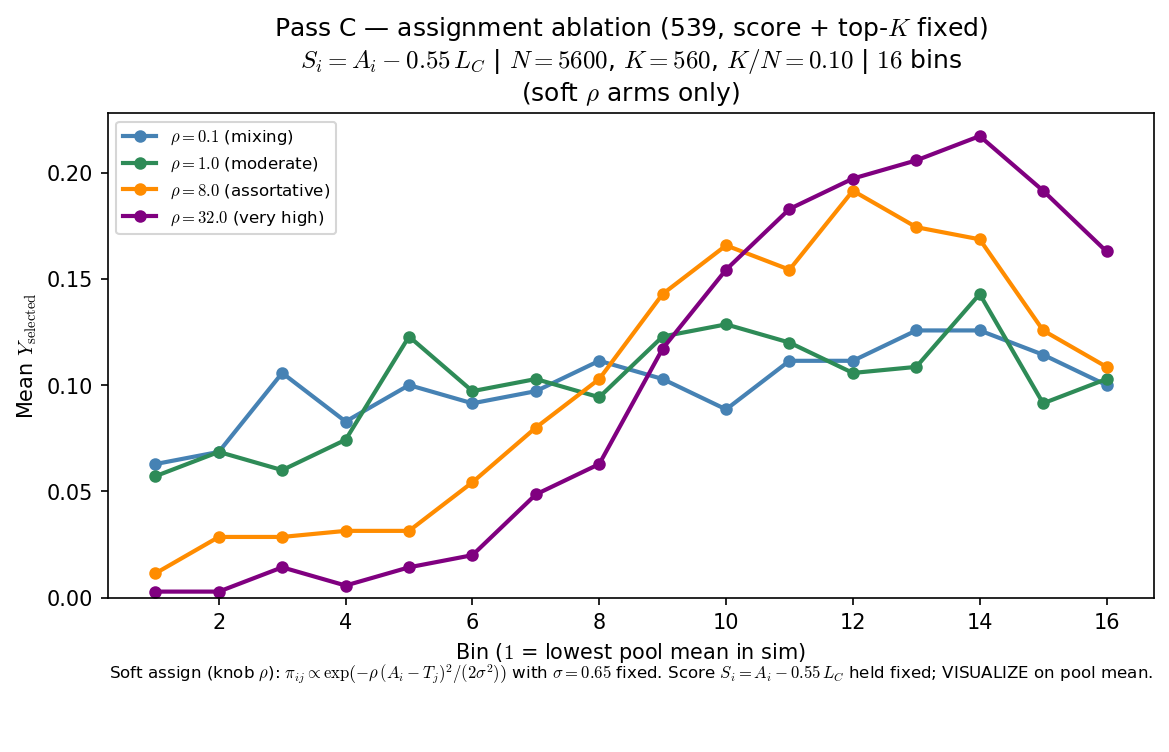 Pass C — assignment ablation (539, score + top-K fixed)
S_i = A_i − 0.55 L_C | N = 5600, K = 560, K/N = 0.10 | 16 bins
(soft ρ arms only)
ρ = 0.1 (mixing)
ρ = 1.0 (moderate)
ρ = 8.0 (assortative)
ρ = 32.0 (very high)
Mean Y_selected
0.20
0.15
0.10
0.05
0.00
2 4 6 8 10 12 14 16
Bin (1 = lowest pool mean in sim)
Soft assign (knob ρ): π_ij ∝ exp(−ρ (A_i − T_j)²/(2σ²)) with σ = 0.65 fixed. Score S_i = A_i − 0.55 L_C held fixed; VISUALIZE on pool mean.